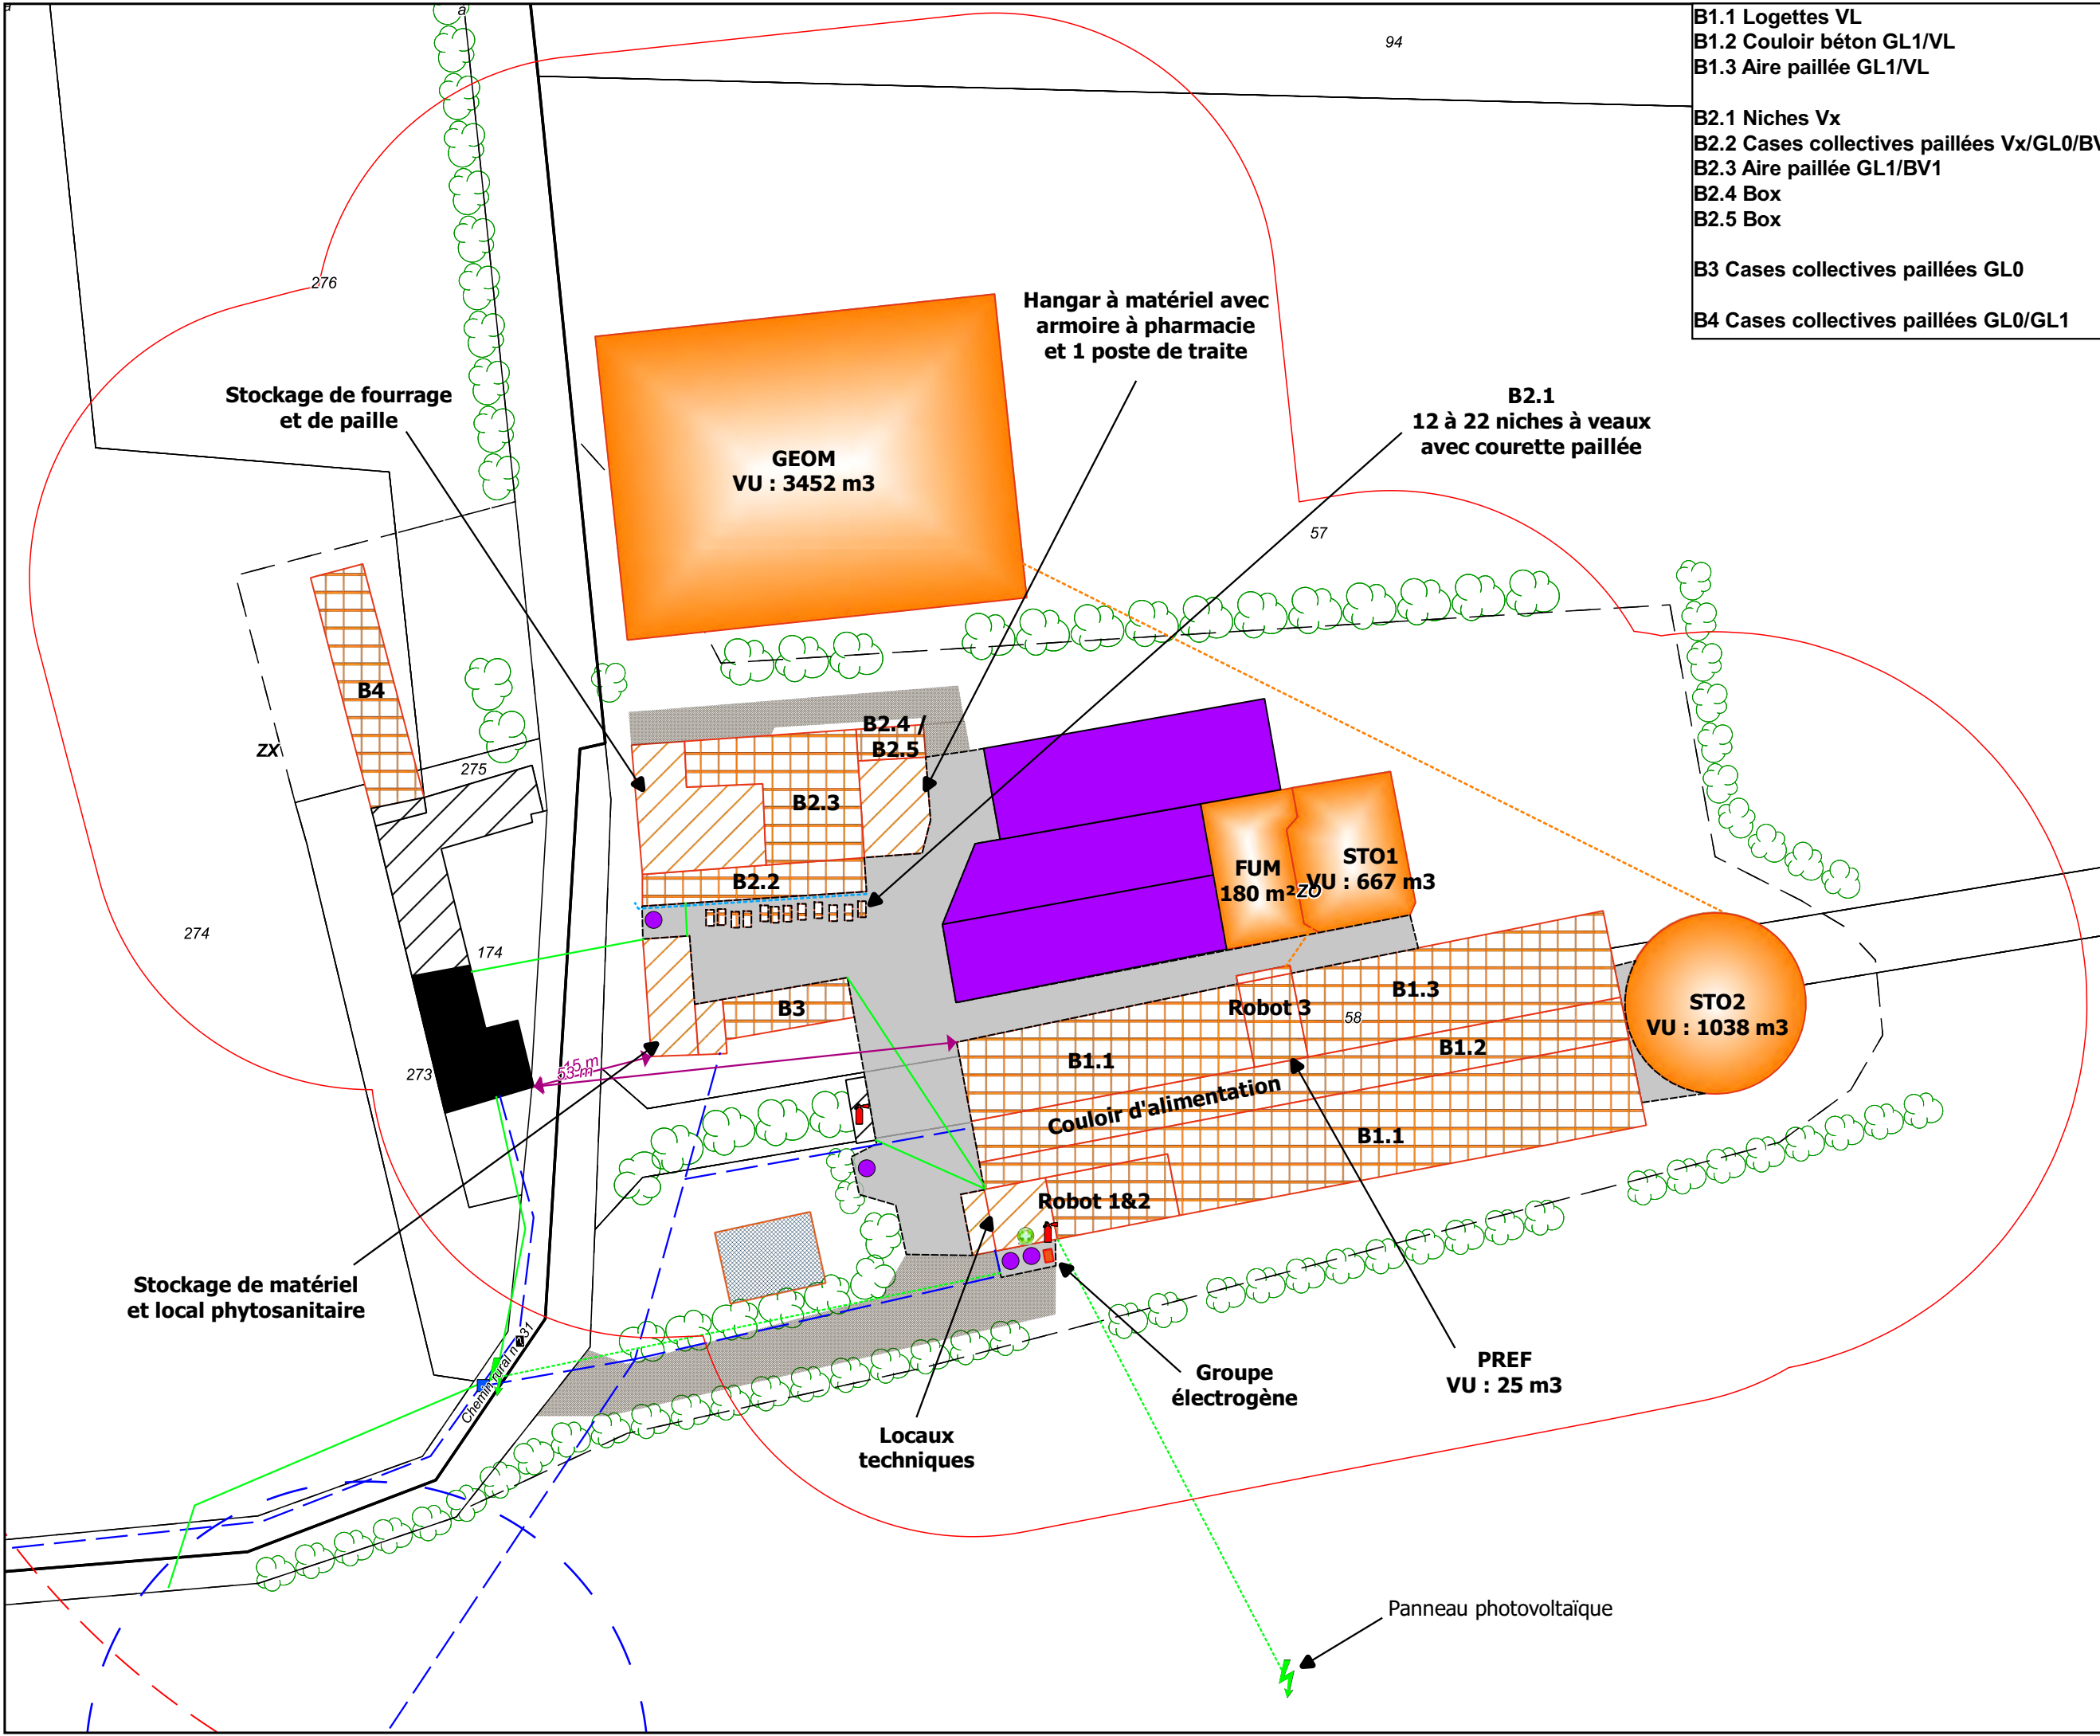 B1.1 Logettes VL
B1.2 Couloir béton GL1/VL
B1.3 Aire paillée GL1/VL
B2.1 Niches Vx
B2.2 Cases collectives paillées Vx/GL0/BV
B2.3 Aire paillée GL1/BV1
B2.4 Box
B2.5 Box
B3 Cases collectives paillées GL0
B4 Cases collectives paillées GL0/GL1
a
94
276
Hangar à matériel avec
armoire à pharmacie
et 1 poste de traite
Stockage de fourrage
et de paille
B2.1
12 à 22 niches à veaux
avec courette paillée
GEOM
VU : 3452 m3
57
B4
ZX
275
B2.4 /
B2.5
B2.3
B2.2
FUM
180 m²
ZO
STO1
VU : 667 m3
274
174
B3
Robot 3
58
B1.3
STO2
VU : 1038 m3
B1.1
B1.2
273
15 m
53 m
Couloir d'alimentation
B1.1
Robot 1&2
Stockage de matériel
et local phytosanitaire
Chemin rural n°231
Groupe
électrogène
PREF
VU : 25 m3
Locaux
techniques
Panneau photovoltaïque